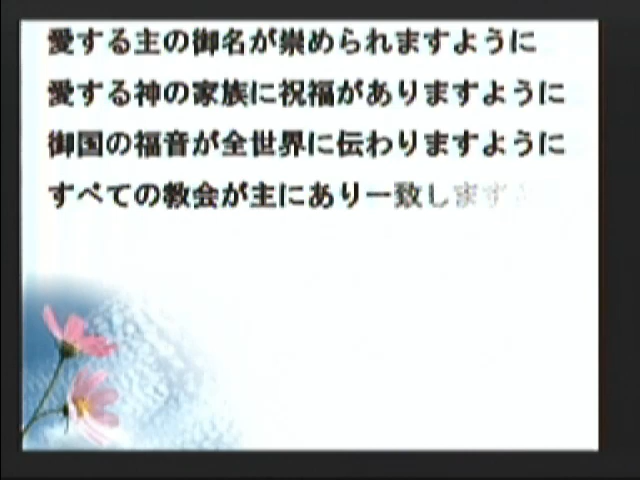 愛する主の御名が崇められますように
愛する神の家族に祝福がありますように
御国の福音が全世界に伝わりますように
すべての教会が主にあり一致します